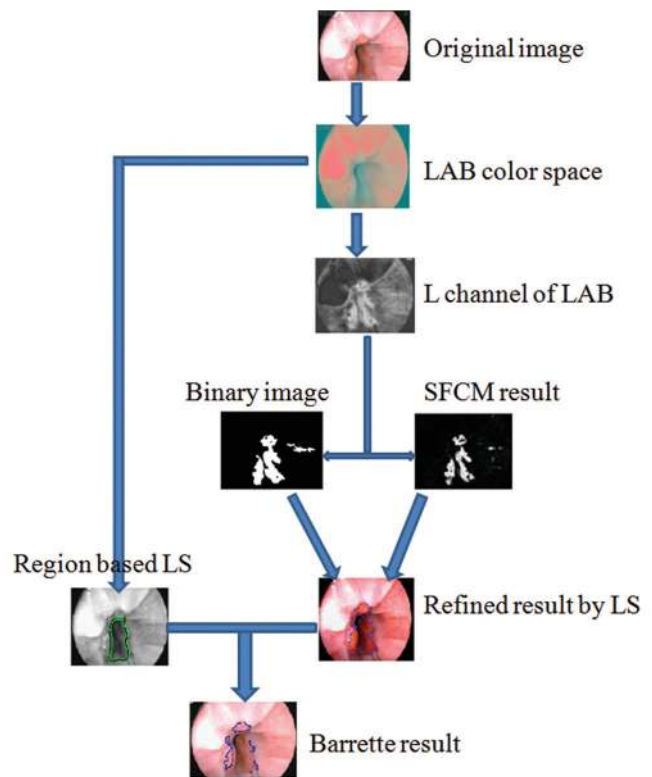 Original image
LAB color space
L channel of LAB
Binary image
SFCM result
Region based LS
Refined result by LS
Barrette result